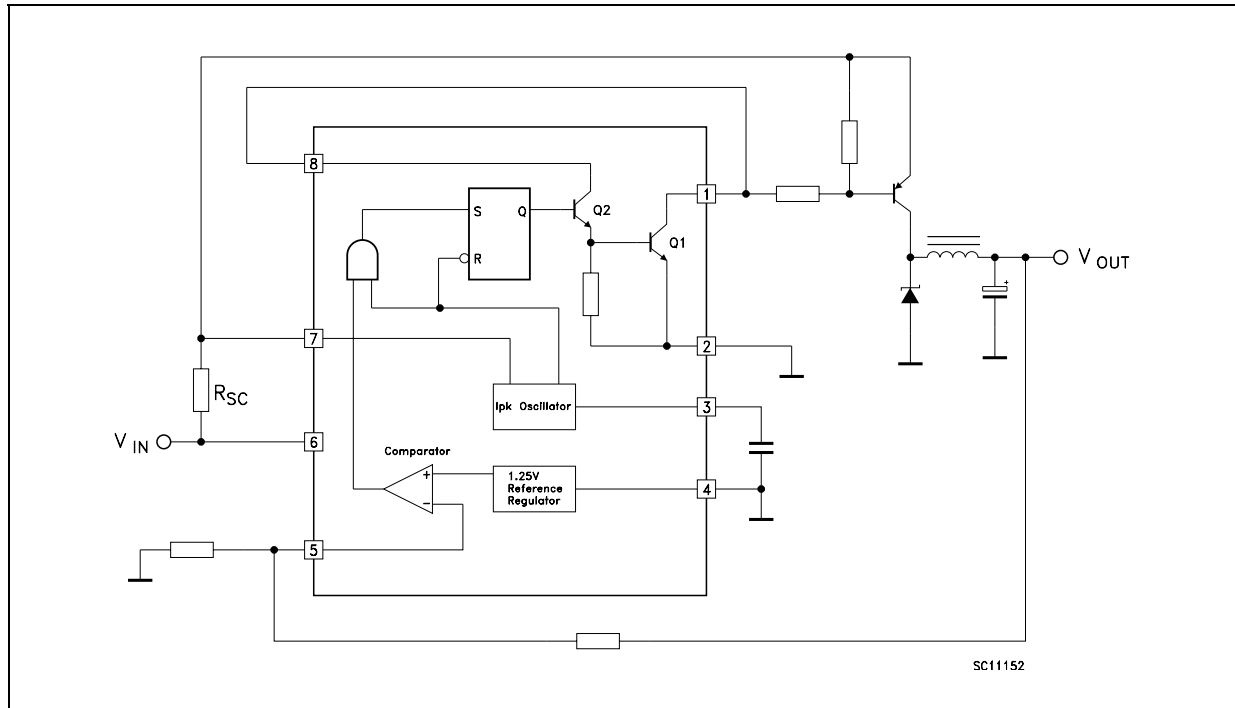 8
1
S Q
Q2
Q1
R
7
2
R SC
Ipk Oscillator
3
V IN
6
Comparator
+
−
1.25V
Reference
Regulator
4
5
+
V OUT
SC11152